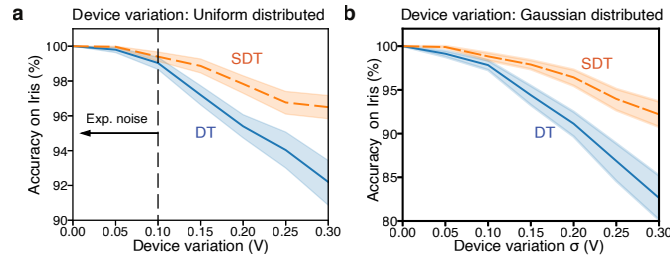 a
Device variation: Uniform distributed
Accuracy on Iris (%)
100
98
96
94
92
90
SDT
DT
Exp. noise
0.00 0.05 0.10 0.15 0.20 0.25 0.30
Device variation (V)
b
Device variation: Gaussian distributed
Accuracy on Iris (%)
100
95
90
85
80
SDT
DT
0.00 0.05 0.10 0.15 0.20 0.25 0.30
Device variation σ (V)